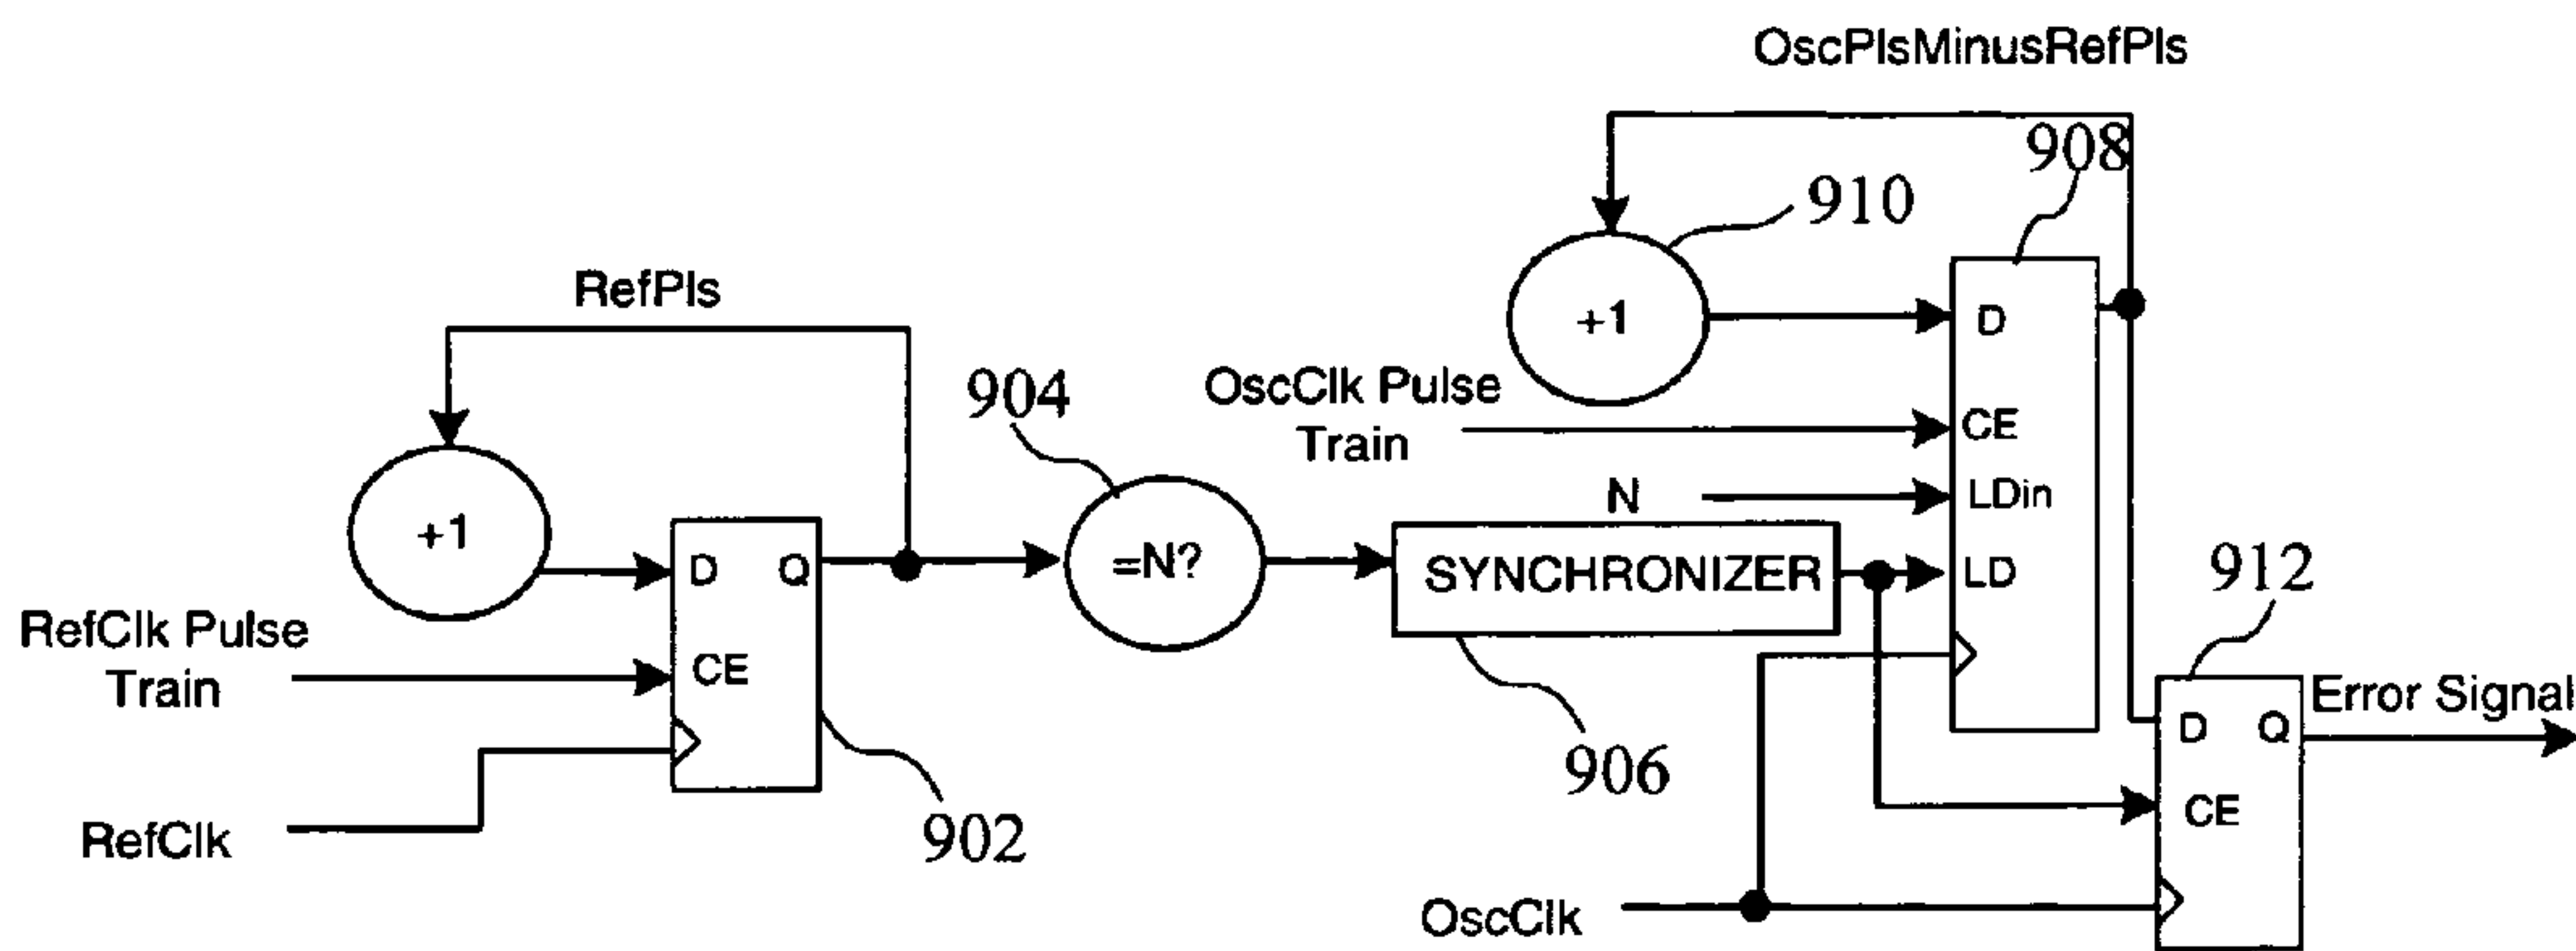 OscPlsMinusRefPls
908
910
+1
D
OscClk Pulse
Train
CE
N
LDin
RefPls
904
+1
D
Q
=N?
SYNCHRONIZER
LD
912
RefClk Pulse
Train
CE
906
D
Q
Error Signal
CE
RefClk
902
OscClk